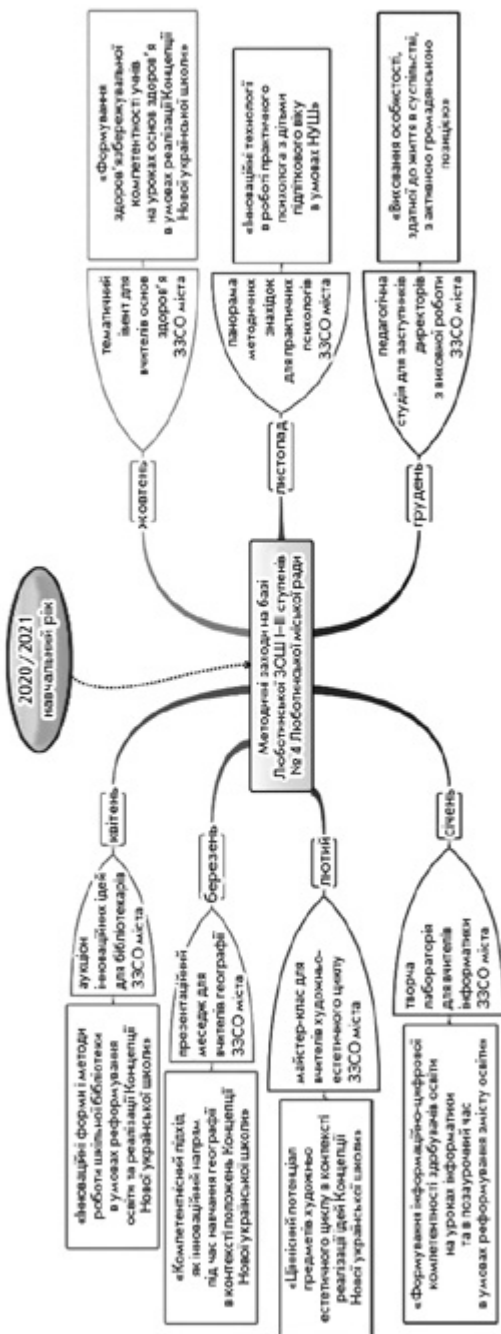 2020 / 2021
навчальний рік
Методичні заходи на базі
Люботинської ЗОШ І–ІІІ ступенів
№ 4 Люботинської міської ради
жовтень
тематичний
івент для
вчителів основ
здоров'я
ЗЗСО міста
«Формування
здоров'язбережувальної
компетентності учнів
на уроках основ здоров'я
в умовах реалізації Концепції
Нової української школи»
листопад
панорама
методичних
знахідок
для практичних
психологів
ЗЗСО міста
«Інноваційні технології
в роботі практичного
психолога з дітьми
підліткового віку
в умовах НУШ»
грудень
педагогічна
студія для заступників
директорів
з виховної роботи
ЗЗСО міста
«Виховання особистості,
здатної до життя в суспільстві,
з активною громадянською
позицією»
квітень
аукціон
інноваційних ідей
для бібліотекарів
ЗЗСО міста
«Інноваційні форми і методи
роботи шкільної бібліотеки
в умовах реформування
освіти та реалізації Концепції
Нової української школи»
березень
презентаційний
меседж для
вчителів географії
ЗЗСО міста
«Компетентнісний підхід
як інноваційний напрям
під час навчання географії
в контексті положень Концепції
Нової української школи»
лютий
майстер-клас для
вчителів художньо-
естетичного циклу
ЗЗСО міста
«Ціннісний потенціал
предметів художньо
естетичного циклу в контексті
реалізації ідей Концепції
Нової української школи»
січень
творча
лабораторія
для вчителів
інформатики
ЗЗСО міста
«Формування інформаційно-цифрової
компетентності здобувачів освіти
на уроках інформатики
та в позаурочний час
в умовах реформування змісту освіти»